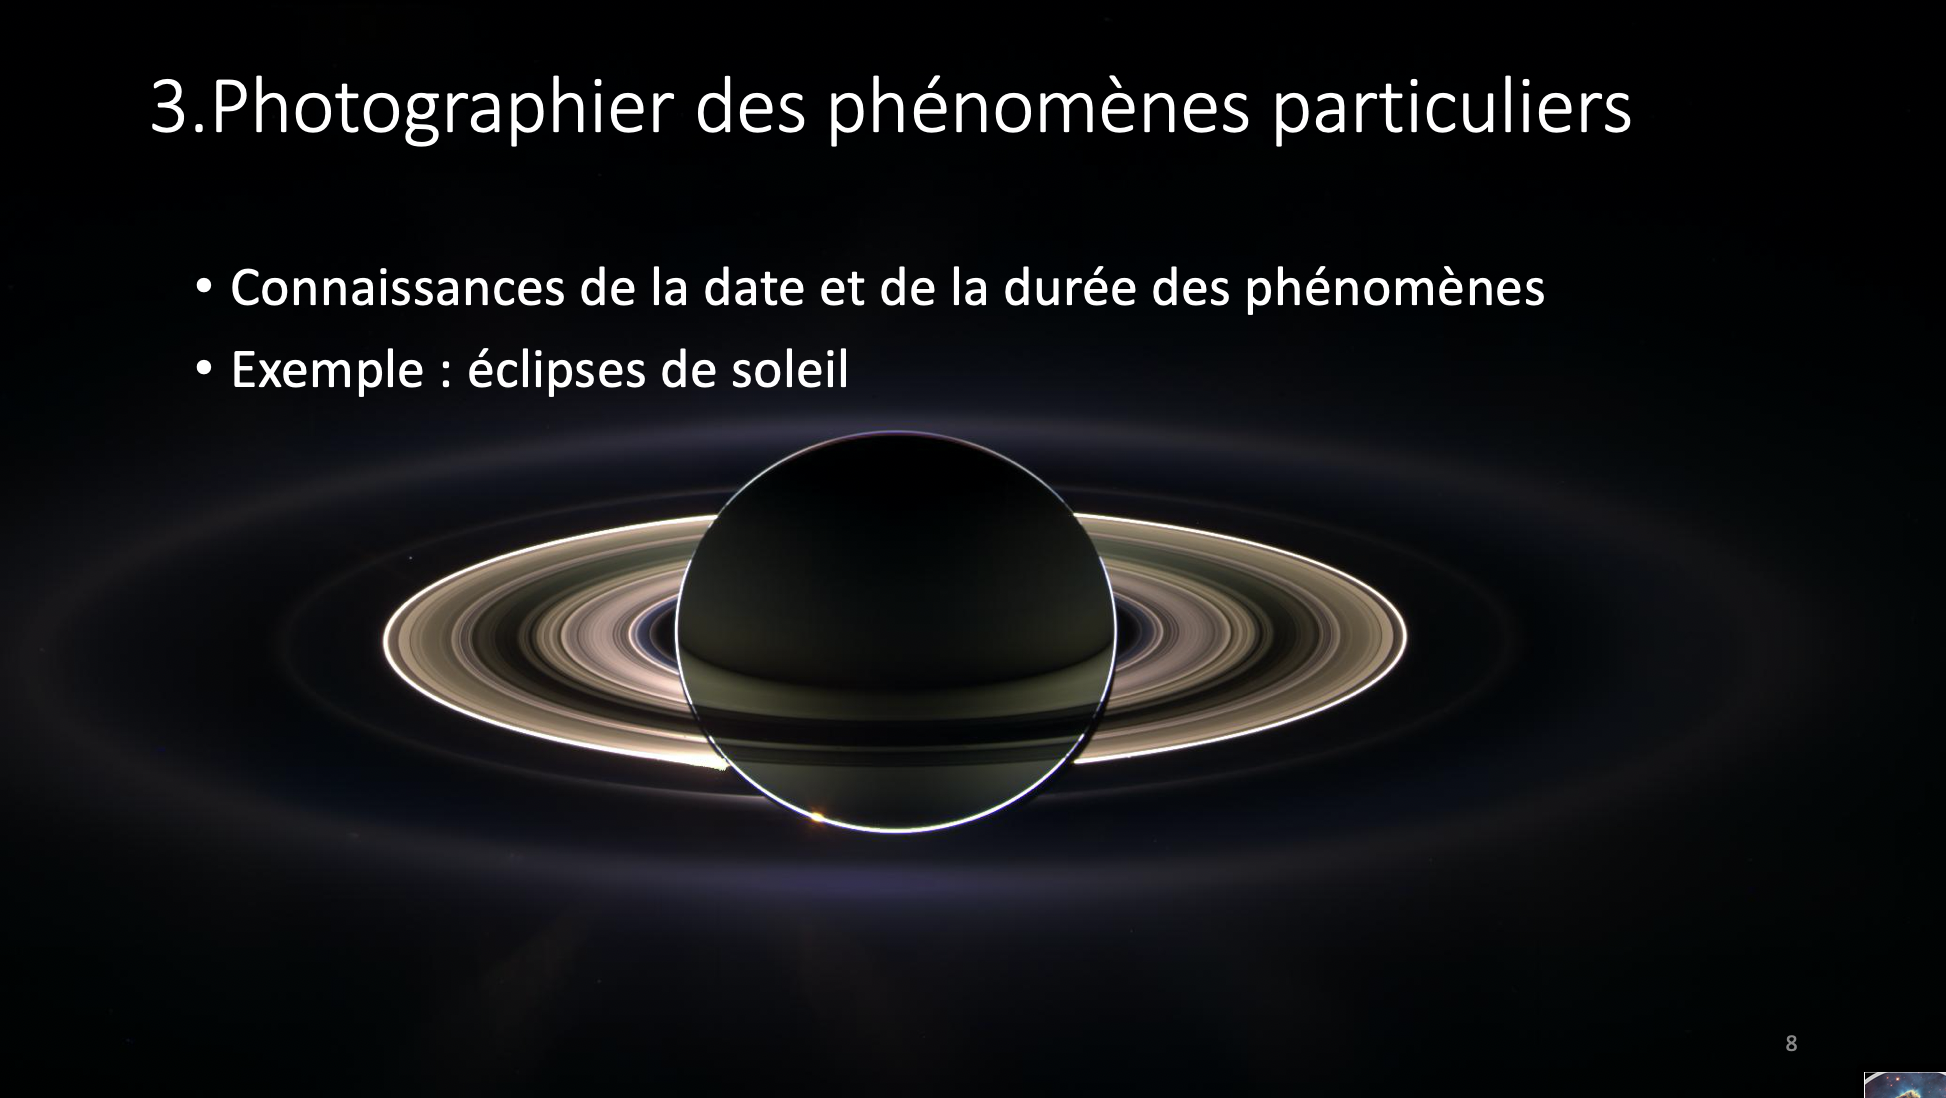 3.Photographier des phénomènes particuliers
• Connaissances de la date et de la durée des phénomènes
• Exemple : éclipses de soleil
8